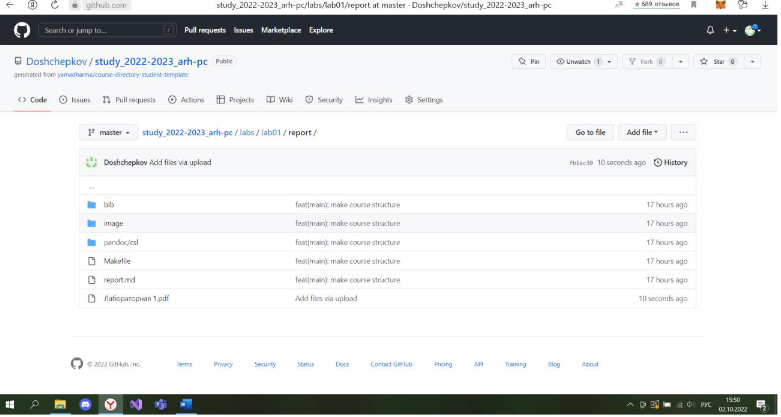 github.com study_2022-2023_arh-pc/labs/lab01/report at master · Doshchepkov/study_2022-2023_arh-pc ★ 689 отзывов
Search or jump to... / Pull requests Issues Marketplace Explore
Doshchepkov / study_2022-2023_arh-pc Public Pin Unwatch 1 Fork 0 Star 0
generated from yamadharma/course-directory-student-template
Code Issues Pull requests Actions Projects Wiki Security Insights Settings
master study_2022-2023_arh-pc / labs / lab01 / report / Go to file Add file ...
Doshchepkov Add files via upload fb1ac30 10 seconds ago History
..
bib feat(main): make course structure 17 hours ago
image feat(main): make course structure 17 hours ago
pandoc/csl feat(main): make course structure 17 hours ago
Makefile feat(main): make course structure 17 hours ago
report.md feat(main): make course structure 17 hours ago
Лабораторная 1.pdf Add files via upload 10 seconds ago
© 2022 GitHub, Inc. Terms Privacy Security Status Docs Contact GitHub Pricing API Training Blog About
РУС 15:50
02.10.2022 2